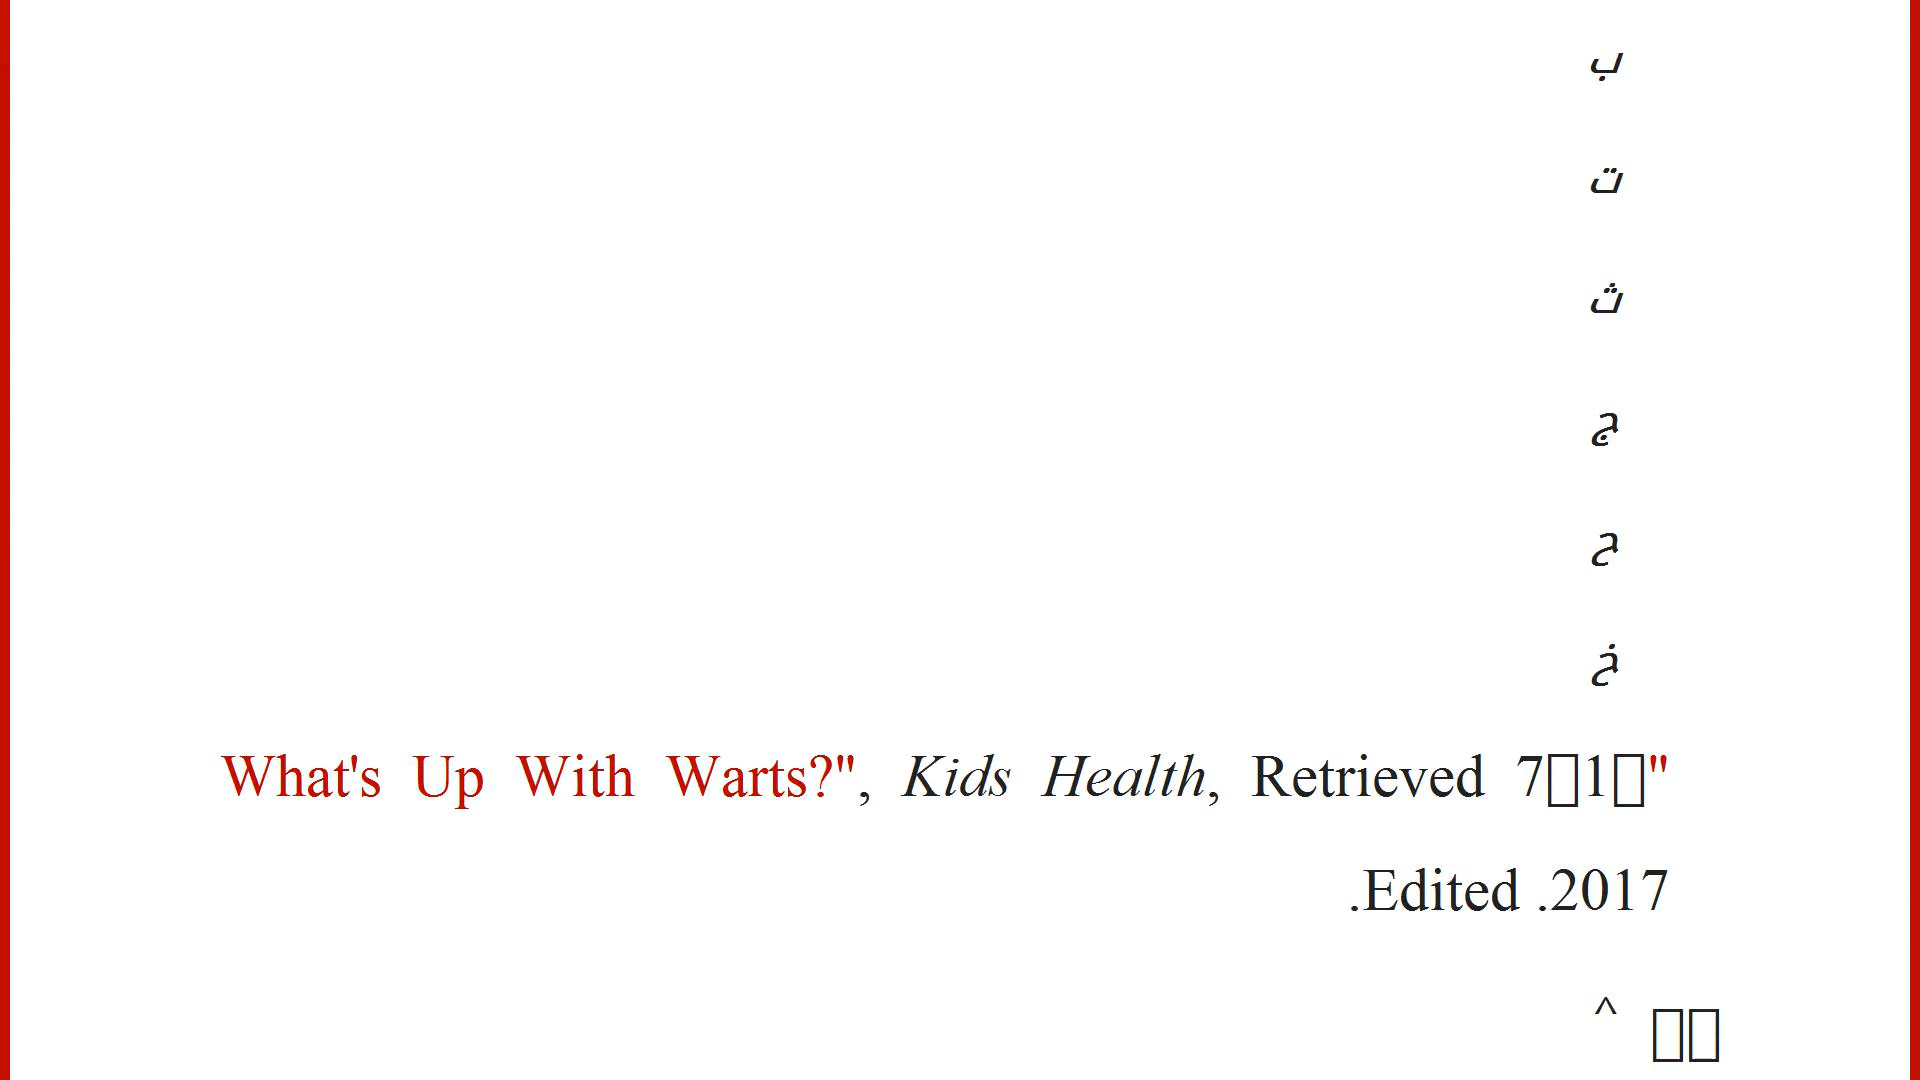 ب
ت
ث
ج
ح
خ
"What's Up With Warts?", Kids Health, Retrieved 7▯1▯
2017. Edited.
▯▯ ^